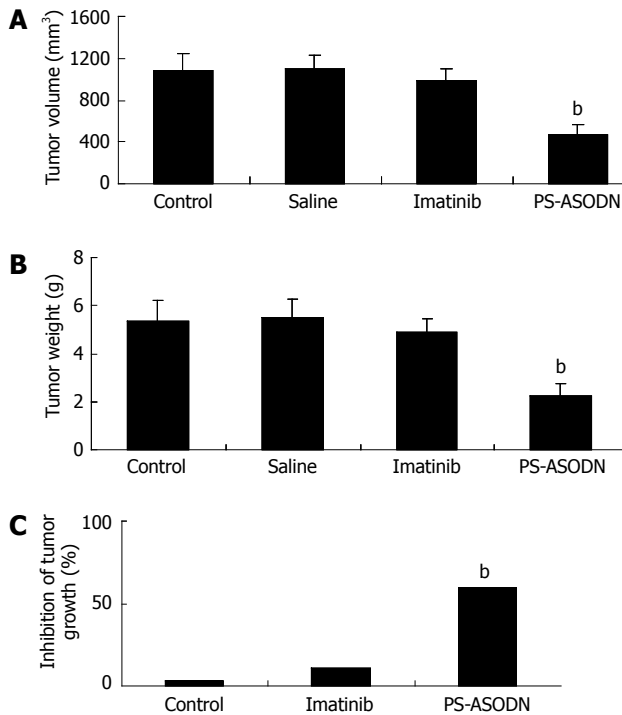 A
Tumor volume (mm³)
1600
1200
800
400
0
b
Control Saline Imatinib PS-ASODN
B
Tumor weight (g)
8
6
4
2
0
b
Control Saline Imatinib PS-ASODN
C
Inhibition of tumor
growth (%)
100
50
0
b
Control Imatinib PS-ASODN